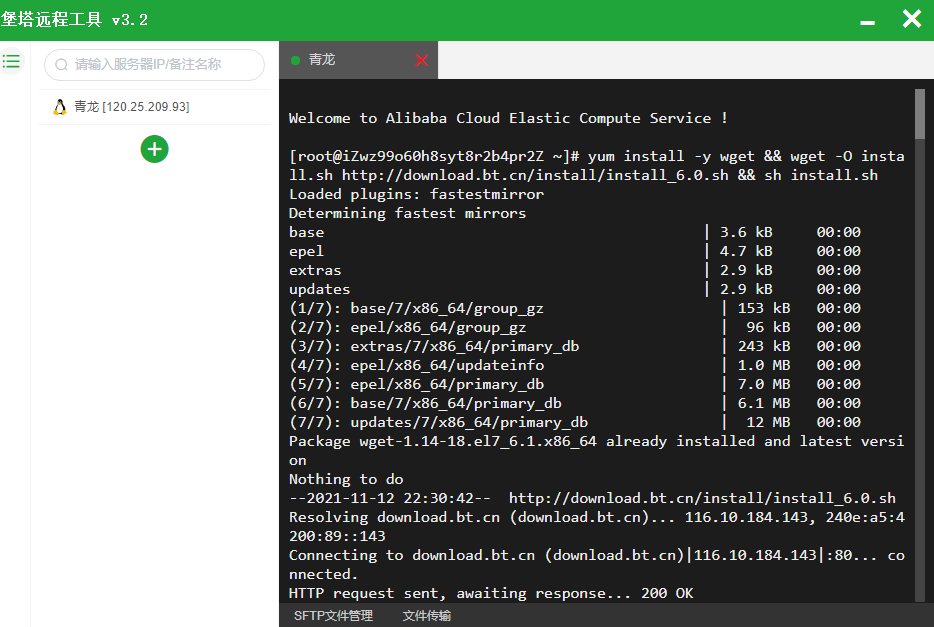 堡塔远程工具 v3.2
请输入服务器IP/备注名称
青龙 [120.25.209.93]
青龙
Welcome to Alibaba Cloud Elastic Compute Service !
[root@iZwz99o60h8syt8r2b4pr2Z ~]# yum install -y wget && wget -O insta
ll.sh http://download.bt.cn/install/install_6.0.sh && sh install.sh
Loaded plugins: fastestmirror
Determining fastest mirrors
base | 3.6 kB 00:00
epel | 4.7 kB 00:00
extras | 2.9 kB 00:00
updates | 2.9 kB 00:00
(1/7): base/7/x86_64/group_gz | 153 kB 00:00
(2/7): epel/x86_64/group_gz | 96 kB 00:00
(3/7): extras/7/x86_64/primary_db | 243 kB 00:00
(4/7): epel/x86_64/updateinfo | 1.0 MB 00:00
(5/7): epel/x86_64/primary_db | 7.0 MB 00:00
(6/7): base/7/x86_64/primary_db | 6.1 MB 00:00
(7/7): updates/7/x86_64/primary_db | 12 MB 00:00
Package wget-1.14-18.el7_6.1.x86_64 already installed and latest versi
on
Nothing to do
--2021-11-12 22:30:42-- http://download.bt.cn/install/install_6.0.sh
Resolving download.bt.cn (download.bt.cn)... 116.10.184.143, 240e:a5:4
200:89::143
Connecting to download.bt.cn (download.bt.cn)|116.10.184.143|:80... co
nnected.
HTTP request sent, awaiting response... 200 OK
SFTP文件管理 文件传输